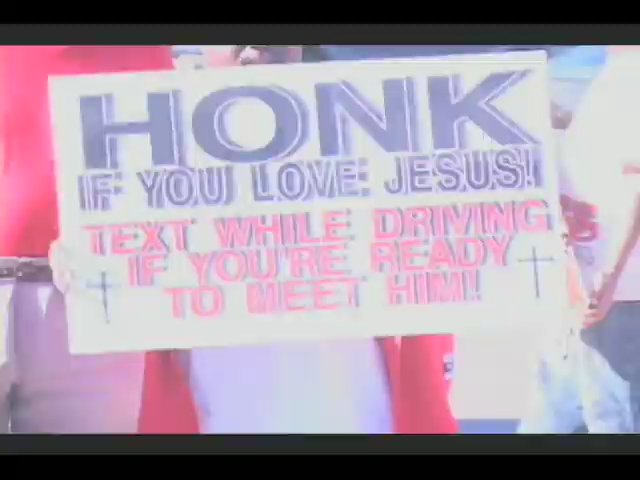 HONK
IF YOU LOVE JESUS!
TEXT WHILE DRIVING
IF YOU'RE READY
TO MEET HIM!